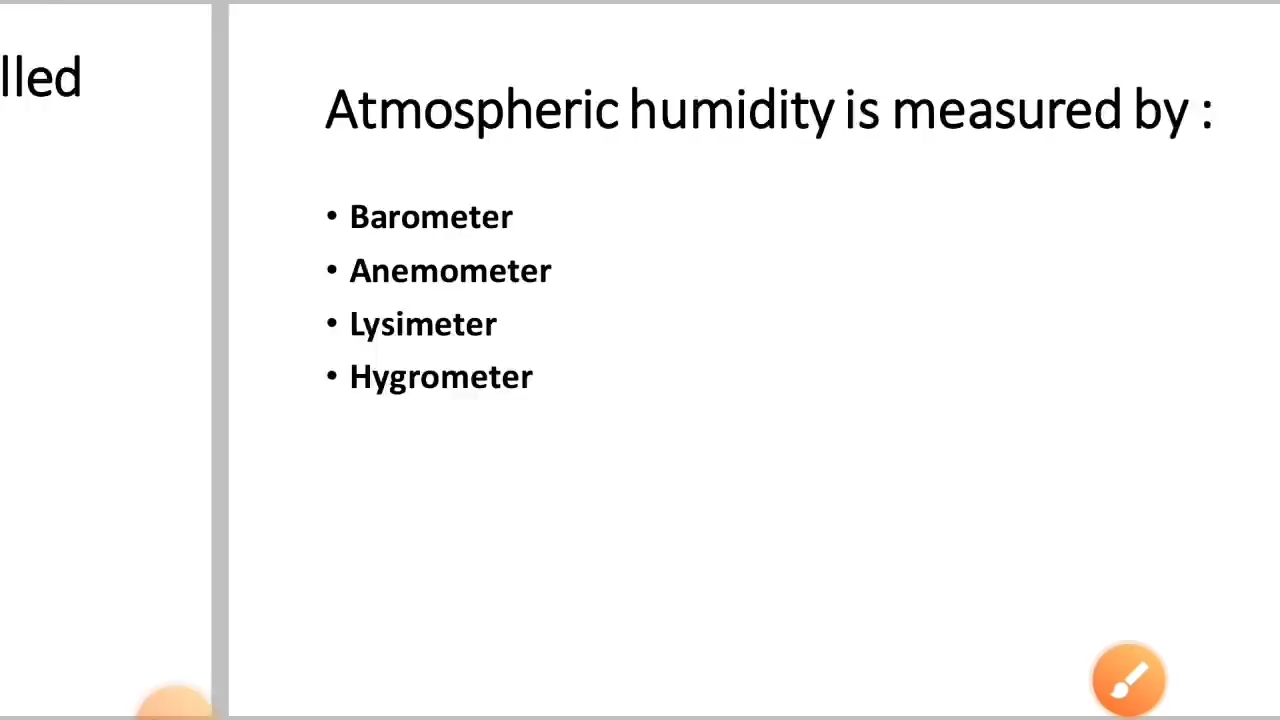 lled
Atmospheric humidity is measured by :
• Barometer
• Anemometer
• Lysimeter
• Hygrometer